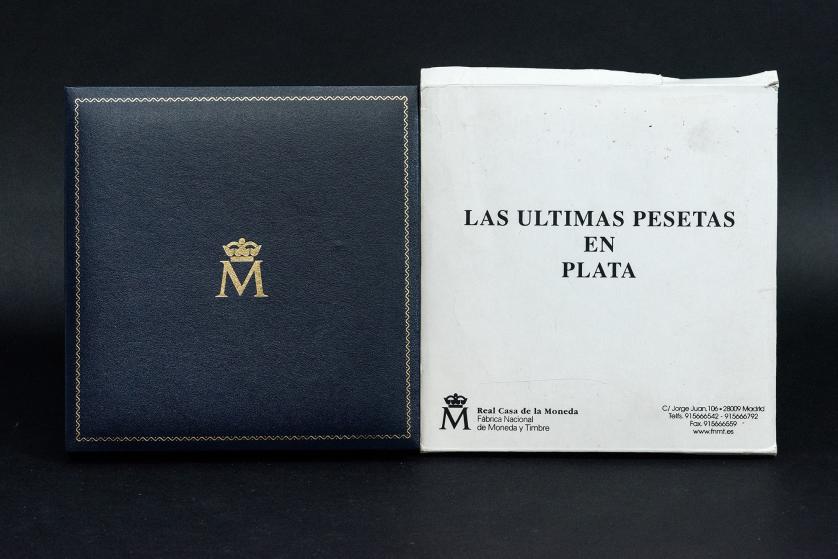 M
LAS ULTIMAS PESETAS
EN
PLATA
M
Real Casa de la Moneda
Fábrica Nacional
de Moneda y Timbre
C/ Jorge Juan, 106 • 28009 Madrid
Telfs. 915666542 - 915666792
Fax. 915666559
www.fnmt.es